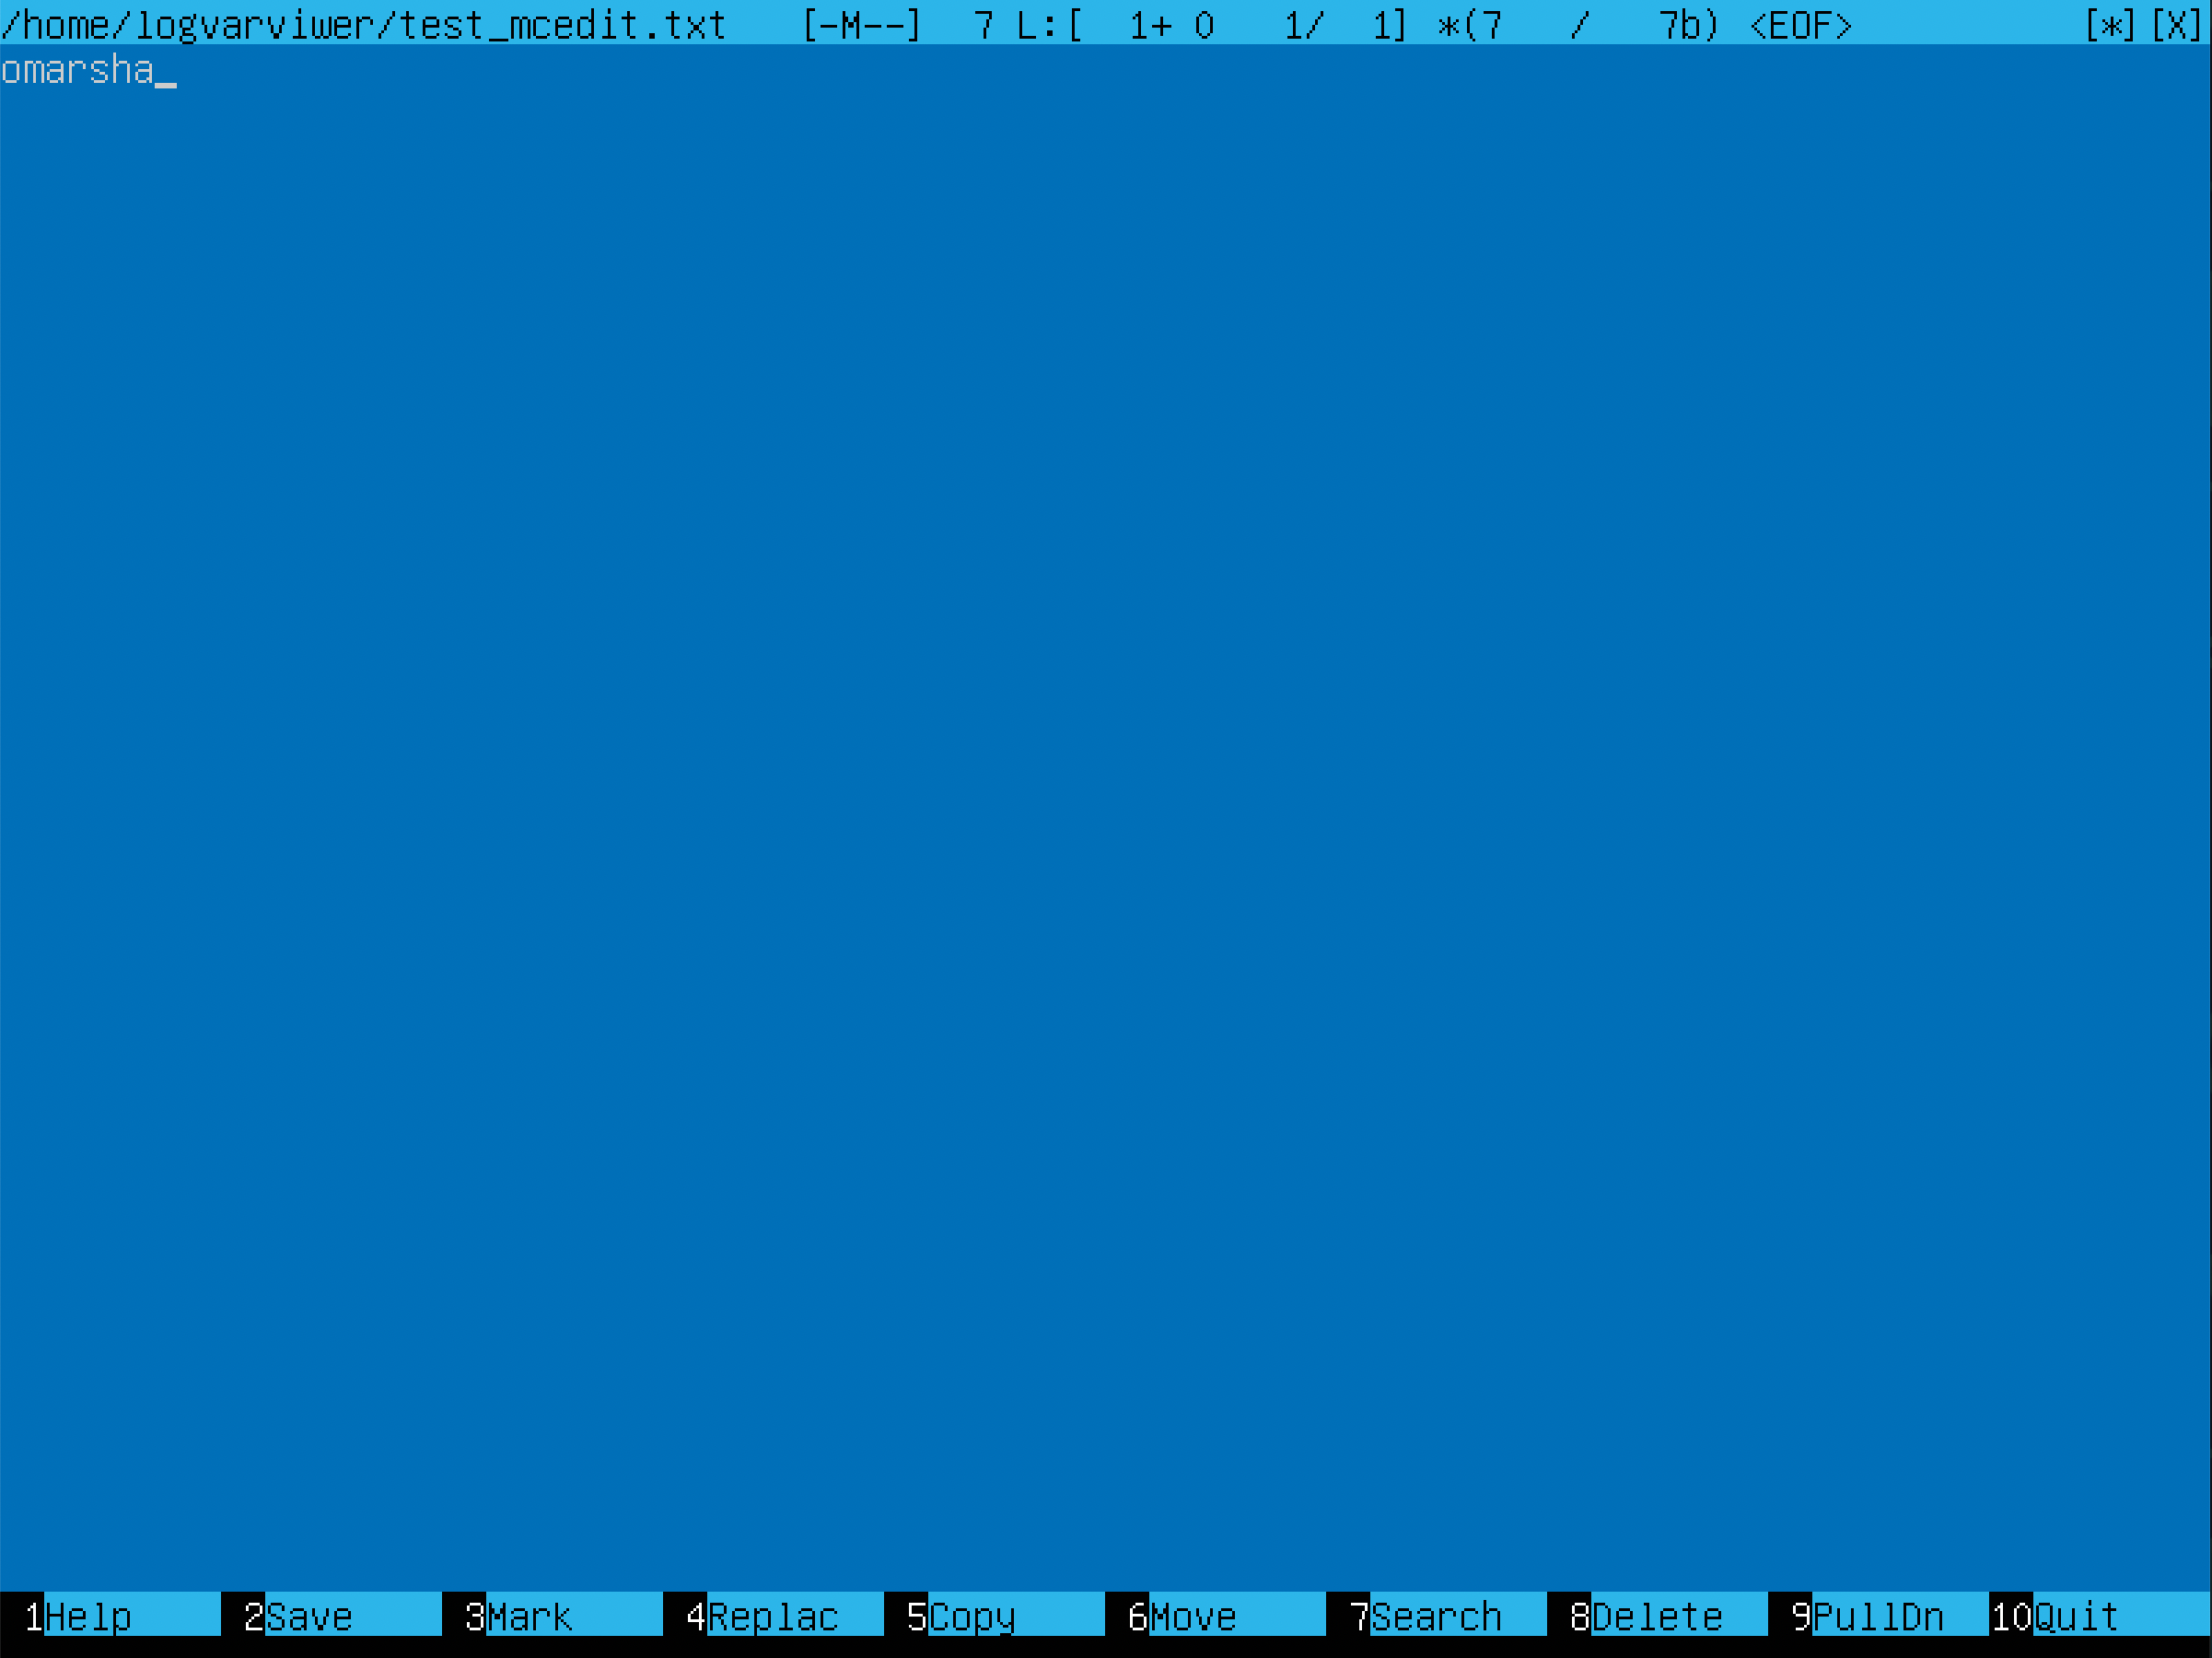 /home/logvarviwer/test_mcedit.txt [-M--] 7 L:[ 1+ 0 1/ 1] *(7 / 7b) <EOF> [*][X]
omarsha_
1Help 2Save 3Mark 4Replac 5Copy 6Move 7Search 8Delete 9PullDn 10Quit